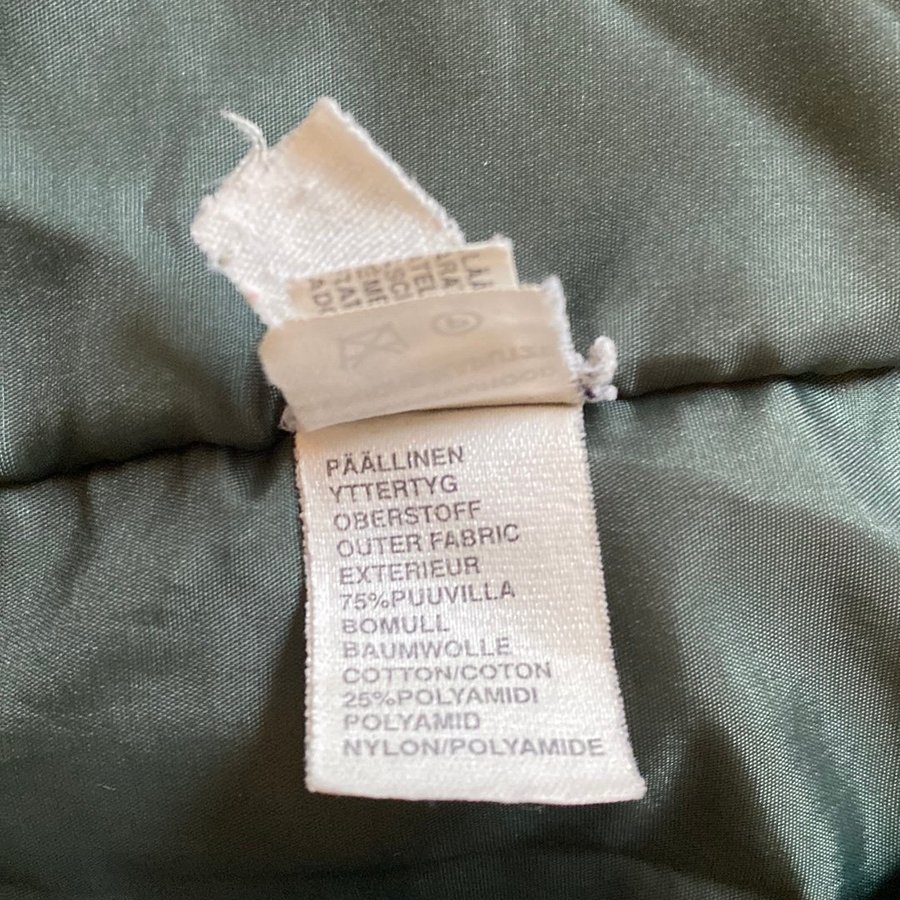 PÄÄLLINEN
YTTERTYG
OBERSTOFF
OUTER FABRIC
EXTERIEUR
75%PUUVILLA
BOMULL
BAUMWOLLE
COTTON/COTON
25%POLYAMIDI
POLYAMID
NYLON/POLYAMIDE